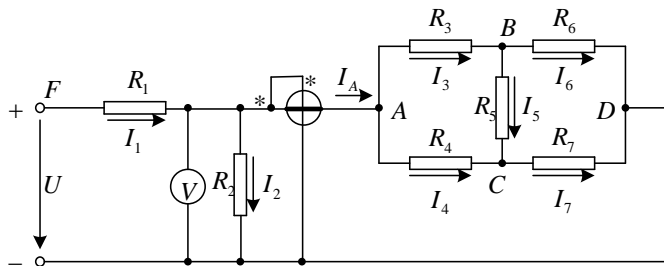 R3 B R6
F R1 * * IA I3 I6
+ A R5 I5 D
I1 R4 R7
U V R2 I2 C
I4 I7
−